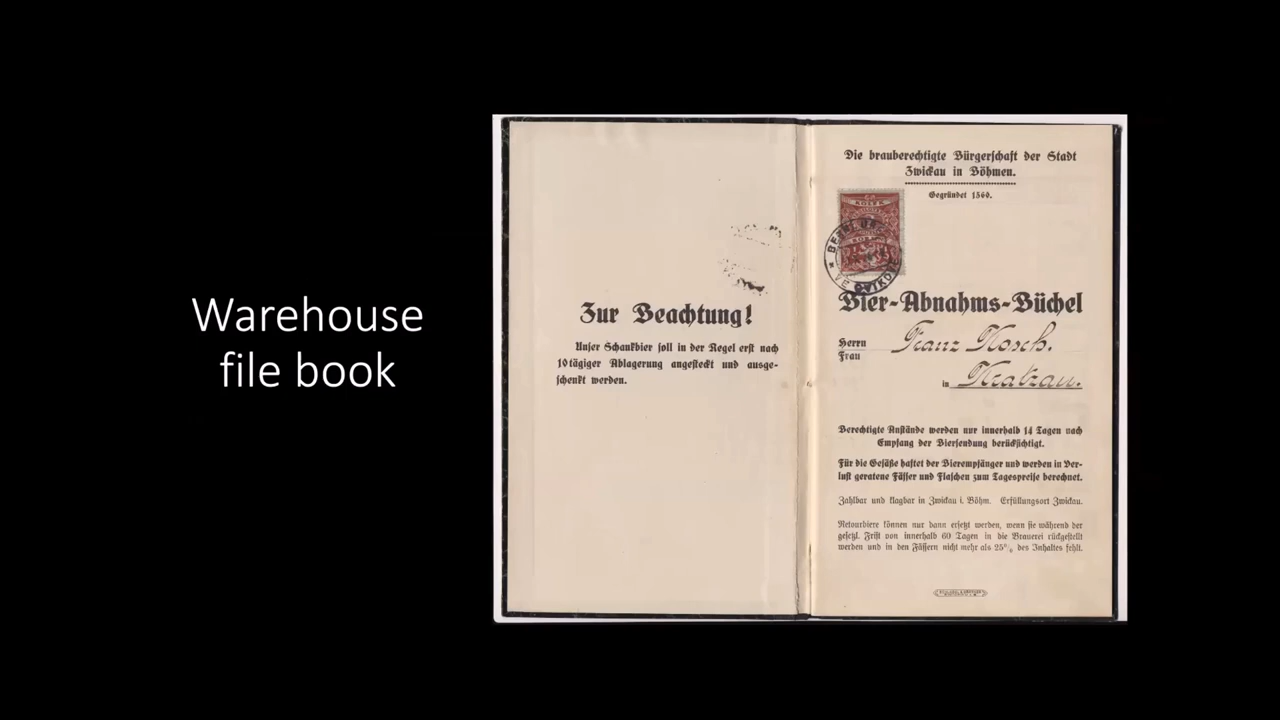 Warehouse
file book
Zur Beachtung!
Unser Schankbier soll in der Regel erst nach
10tägiger Ablagerung angesteckt und ausge-
schenkt werden.
Die brauberechtigte Bürgerschaft der Stadt
Zwickau in Böhmen.
Gegründet 1560.
Bier-Abnahms-Büchel
Herrn
Frau
Franz Mosch.
in Kratzau.
Berechtigte Anstände werden nur innerhalb 14 Tagen nach
Empfang der Biersendung berücksichtigt.
Für die Gefäße haftet der Bierempfänger und werden in Ver-
lust geratene Fässer und Flaschen zum Tagespreise berechnet.
Zahlbar und klagbar in Zwickau i. Böhm. Erfüllungsort Zwickau.
Retourbiere können nur dann ersetzt werden, wenn sie während der
gesetzl. Frist von innerhalb 60 Tagen in die Brauerei rückgestellt
werden und in den Fässern nicht mehr als 25% des Inhaltes fehlt.